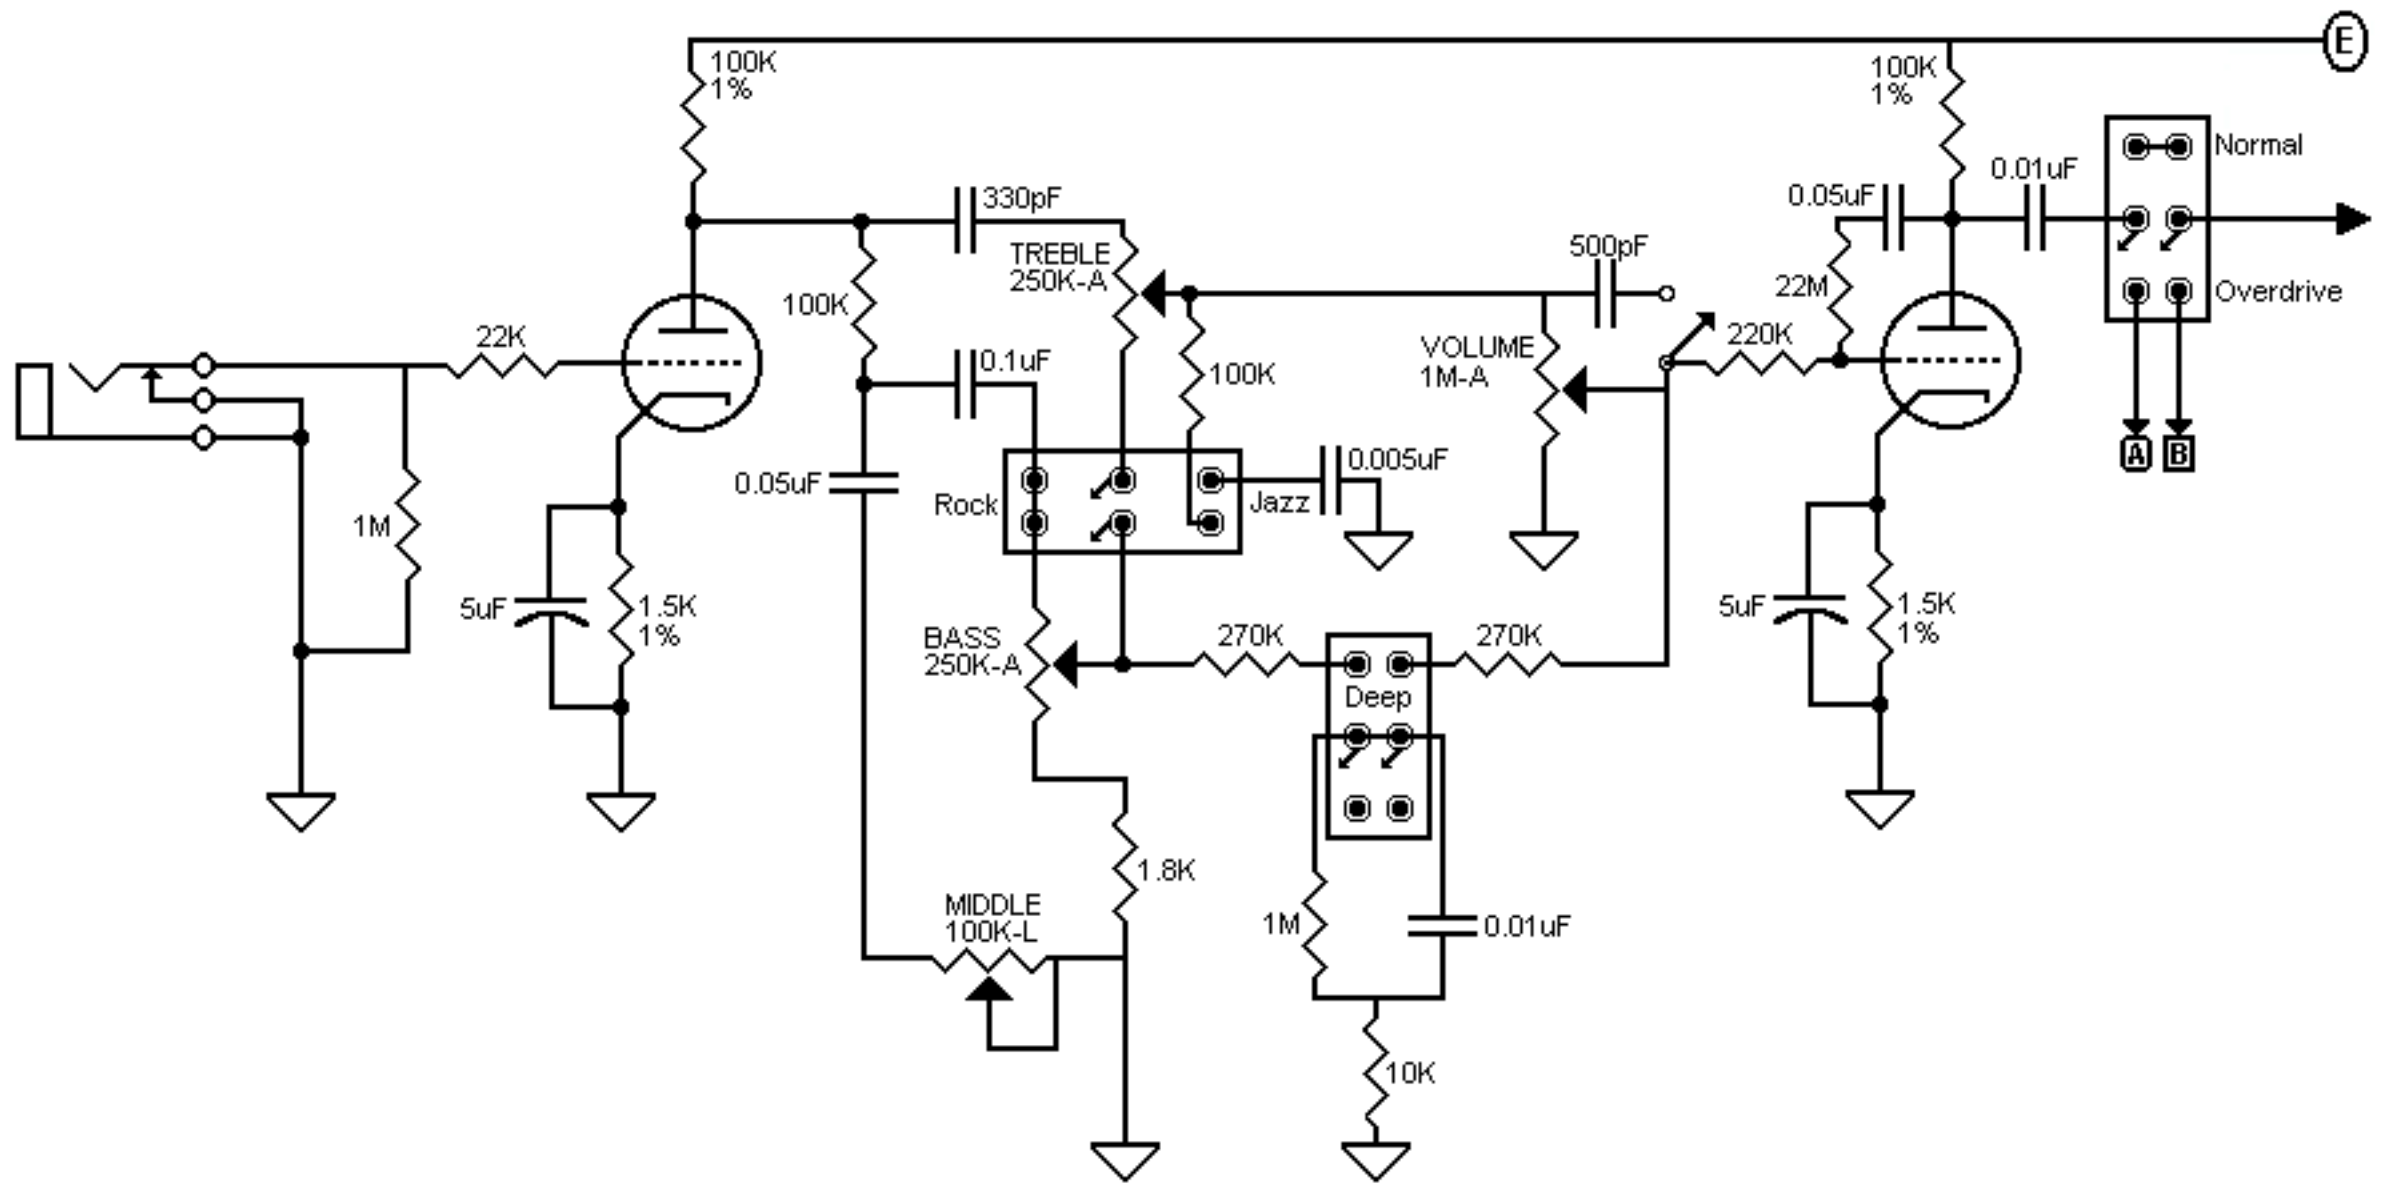 E
100K
1%
100K
1%
Normal
0.01uF
0.05uF
330pF
500pF
TREBLE
250K-A
22M
Overdrive
100K
22K
220K
VOLUME
1M-A
0.1uF
100K
A
B
0.05uF
0.005uF
Rock
Jazz
1M
5uF
1.5K
1%
5uF
1.5K
1%
BASS
250K-A
270K
270K
Deep
1.8K
MIDDLE
100K-L
1M
0.01uF
10K